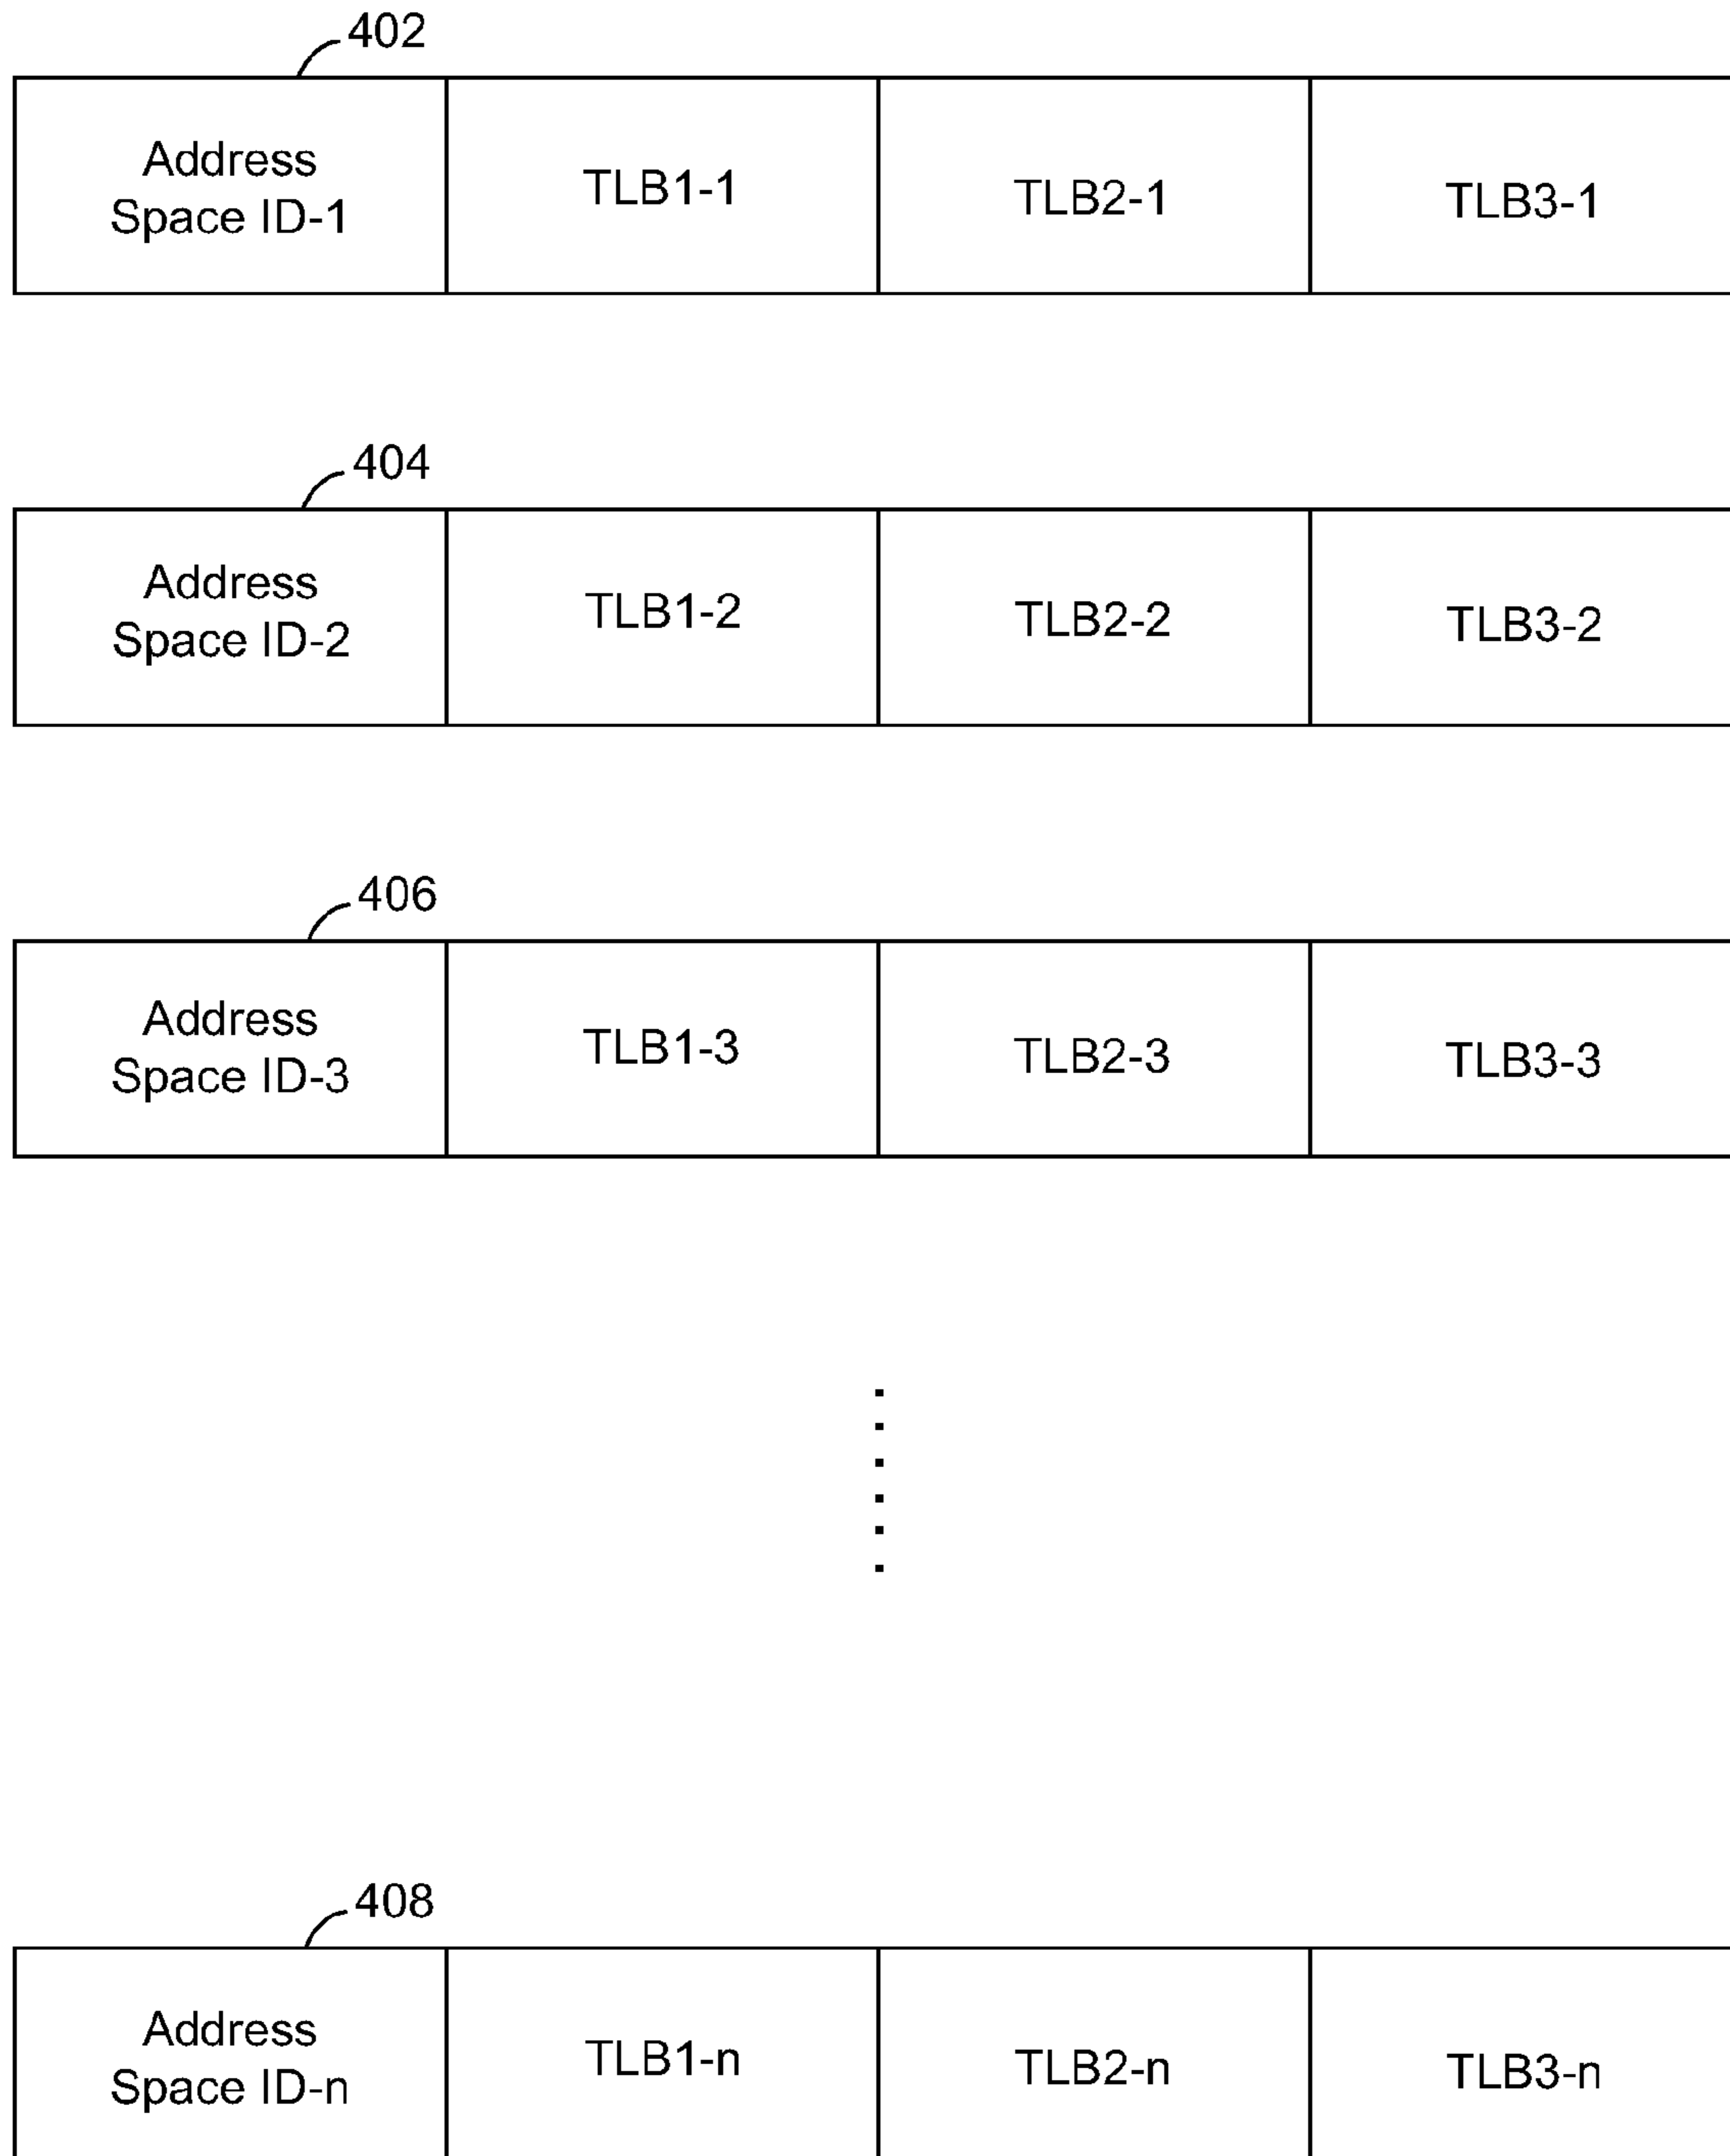 402
Address
Space ID-1
TLB1-1
TLB2-1
TLB3-1
404
Address
Space ID-2
TLB1-2
TLB2-2
TLB3-2
406
Address
Space ID-3
TLB1-3
TLB2-3
TLB3-3
408
Address
Space ID-n
TLB1-n
TLB2-n
TLB3-n